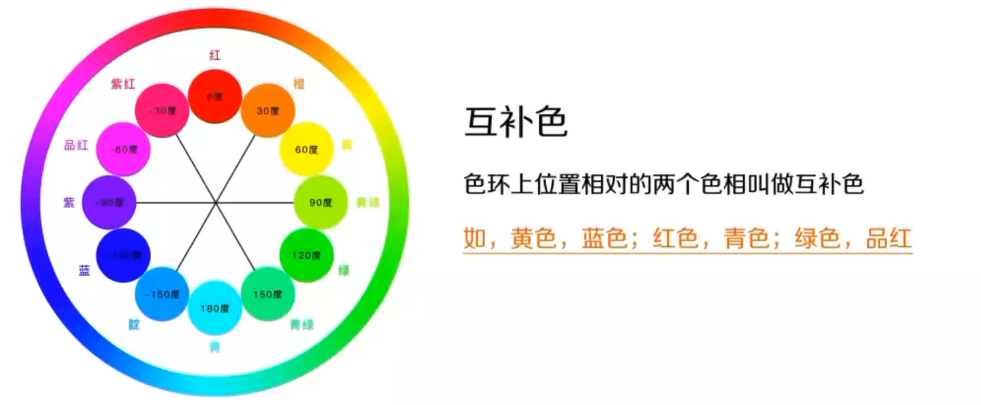 红
紫红
橙
0度
-30度
30度
品红
-60度
60度
黄
紫
-90度
90度
黄绿
蓝
-120度
120度
绿
-150度
150度
180度
靛
青绿
青
互补色
色环上位置相对的两个色相叫做互补色
如，黄色，蓝色；红色，青色；绿色，品红